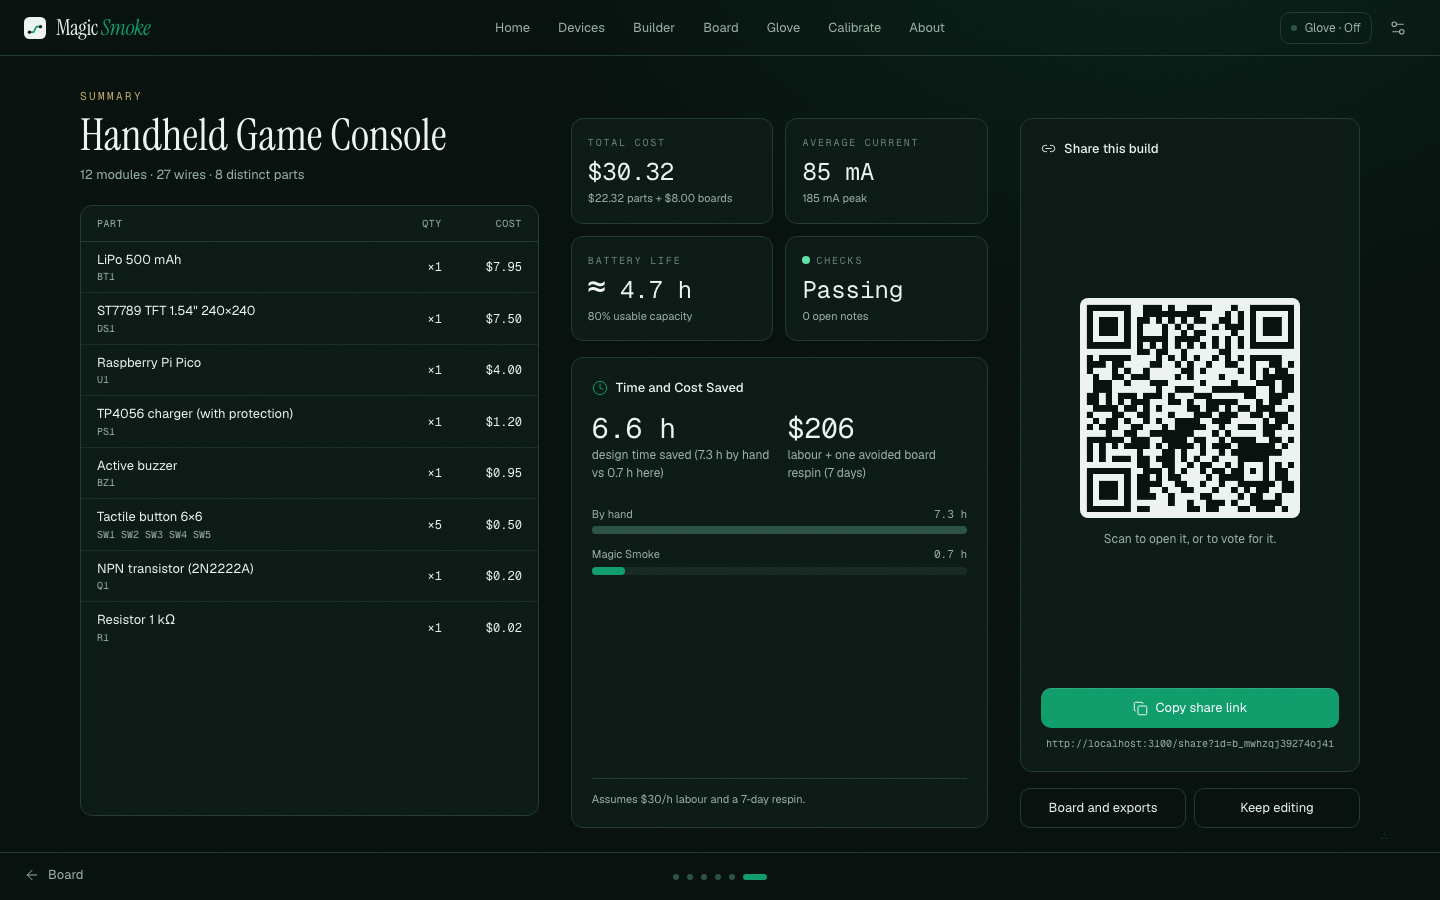 Magic Smoke
Home Devices Builder Board Glove Calibrate About
Glove · Off
SUMMARY
Handheld Game Console
12 modules · 27 wires · 8 distinct parts
PART QTY COST
LiPo 500 mAh
BT1
×1 $7.95
ST7789 TFT 1.54" 240×240
DS1
×1 $7.50
Raspberry Pi Pico
U1
×1 $4.00
TP4056 charger (with protection)
PS1
×1 $1.20
Active buzzer
BZ1
×1 $0.95
Tactile button 6×6
SW1 SW2 SW3 SW4 SW5
×5 $0.50
NPN transistor (2N2222A)
Q1
×1 $0.20
Resistor 1 kΩ
R1
×1 $0.02
TOTAL COST
$30.32
$22.32 parts + $8.00 boards
AVERAGE CURRENT
85 mA
185 mA peak
BATTERY LIFE
≈ 4.7 h
80% usable capacity
CHECKS
Passing
0 open notes
Time and Cost Saved
6.6 h
design time saved (7.3 h by hand
vs 0.7 h here)
$206
labour + one avoided board
respin (7 days)
By hand 7.3 h
Magic Smoke 0.7 h
Assumes $30/h labour and a 7-day respin.
Share this build
Scan to open it, or to vote for it.
Copy share link
http://localhost:3100/share?id=b_mwhzqj39274oj4i
Board and exports
Keep editing
Board